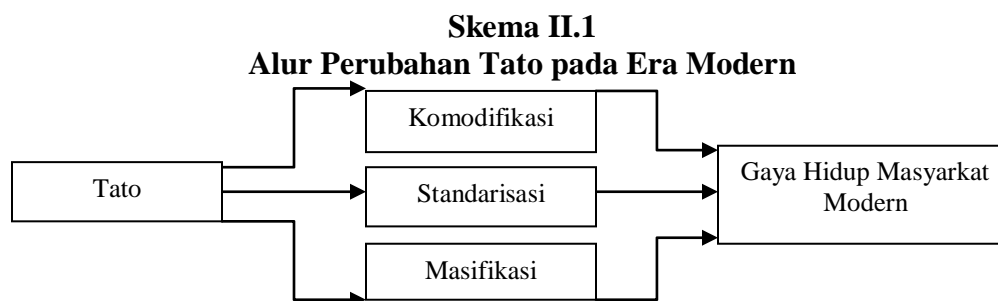 Skema II.1
Alur Perubahan Tato pada Era Modern
Komodifikasi
Tato
Standarisasi
Gaya Hidup Masyarkat
Modern
Masifikasi